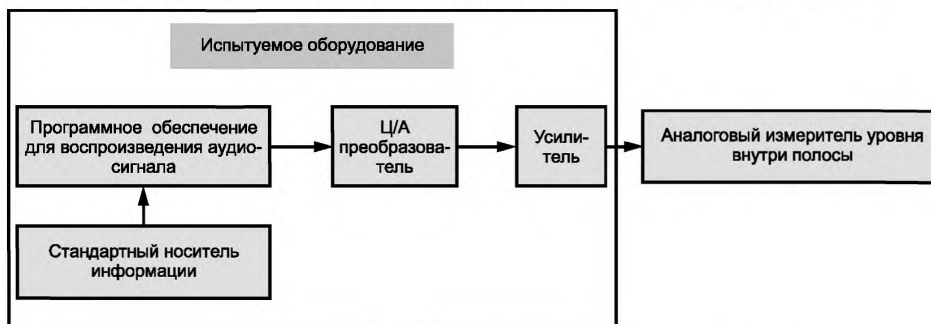 Испытуемое оборудование
Программное обеспечение
для воспроизведения аудио-
сигнала
Ц/А
преобразова-
тель
Усили-
тель
Аналоговый измеритель уровня
внутри полосы
Стандартный носитель
информации